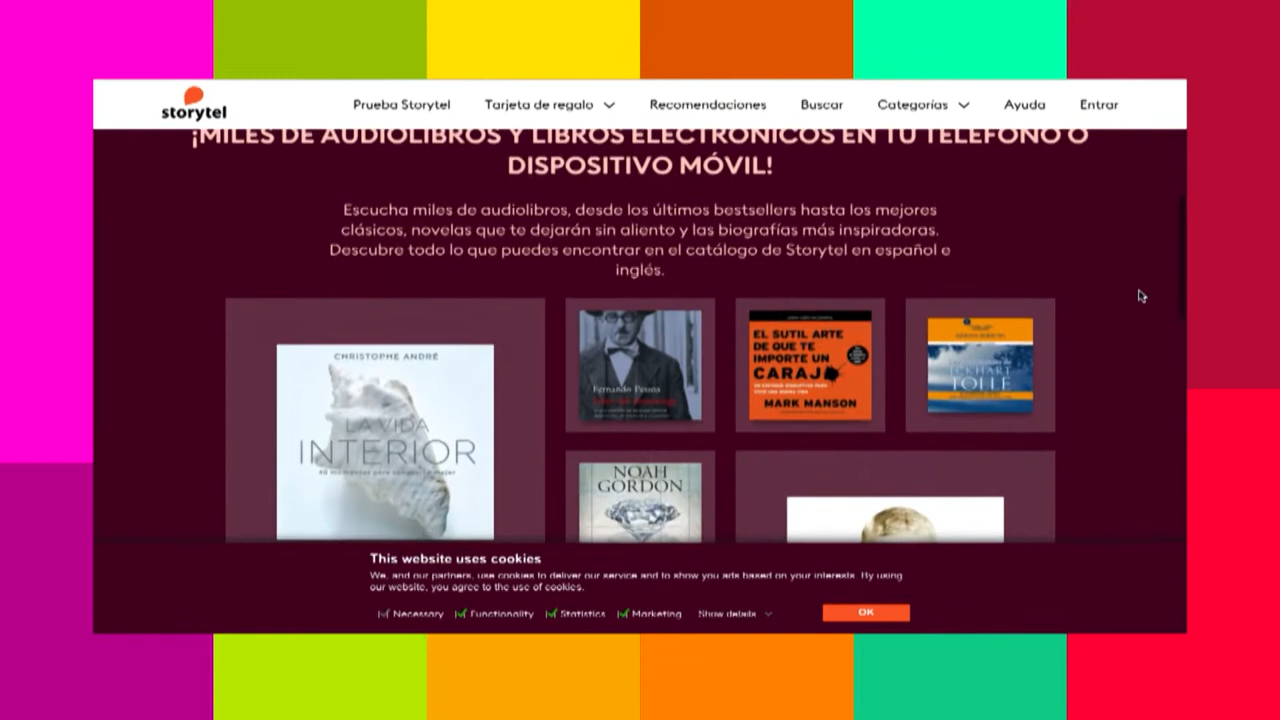 storytel
Prueba Storytel Tarjeta de regalo Recomendaciones Buscar Categorías Ayuda Entrar
¡MILES DE AUDIOLIBROS Y LIBROS ELECTRÓNICOS EN TU TELÉFONO O
DISPOSITIVO MÓVIL!
Escucha miles de audiolibros, desde los últimos bestsellers hasta los mejores
clásicos, novelas que te dejarán sin aliento y las biografías más inspiradoras.
Descubre todo lo que puedes encontrar en el catálogo de Storytel en español e
inglés.
CHRISTOPHE ANDRÉ
LA VIDA
INTERIOR
Fernando Pessoa
EL SUTIL ARTE
DE QUE TE
IMPORTE UN
CARAJ
MARK MANSON
ECKHART
TOLLE
NOAH
GORDON
This website uses cookies
We, and our partners, use cookies to deliver our service and to show you ads based on your interests. By using
our website, you agree to the use of cookies.
Necessary Functionality Statistics Marketing Show details OK